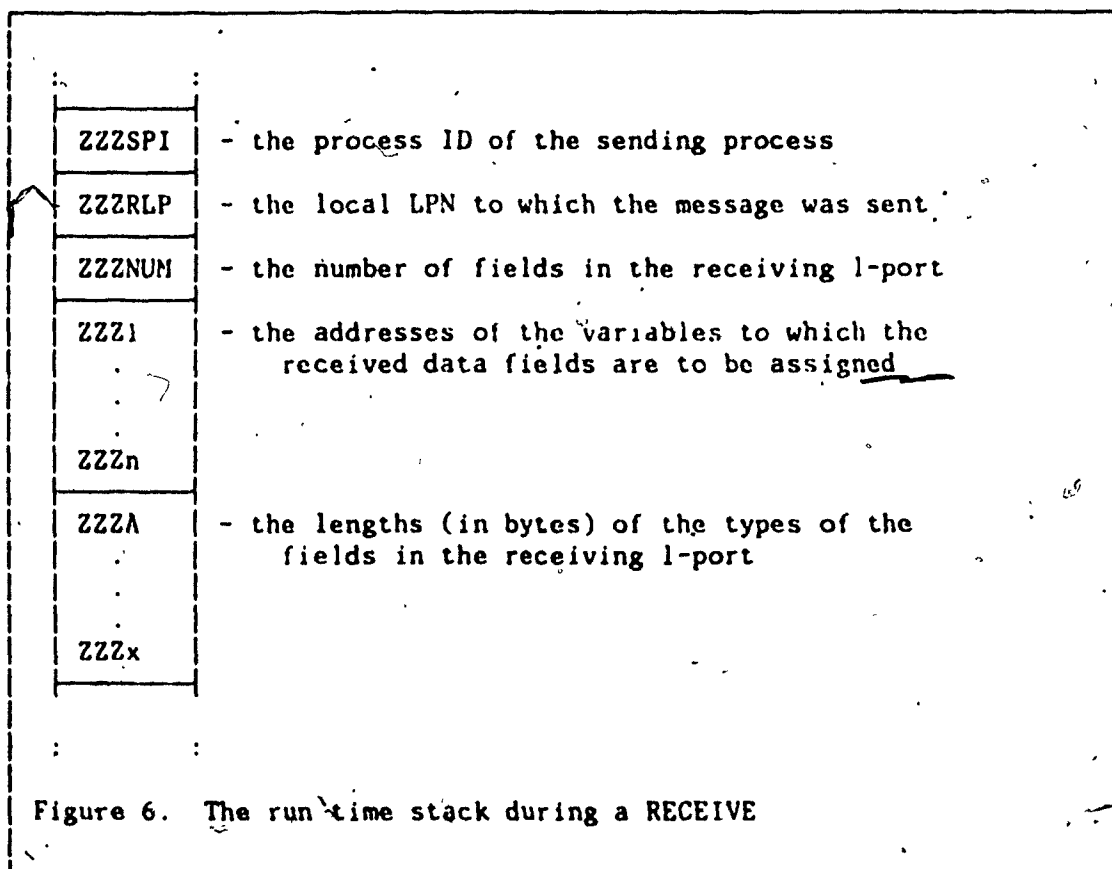 :          :
ZZZSPI - the process ID of the sending process
ZZZRLP - the local LPN to which the message was sent
ZZZNUM - the number of fields in the receiving l-port
ZZZ1 - the addresses of the variables to which the
received data fields are to be assigned
.
.
.
ZZZn
ZZZA - the lengths (in bytes) of the types of the
fields in the receiving l-port
.
.
.
ZZZx
:          :
Figure 6. The run time stack during a RECEIVE